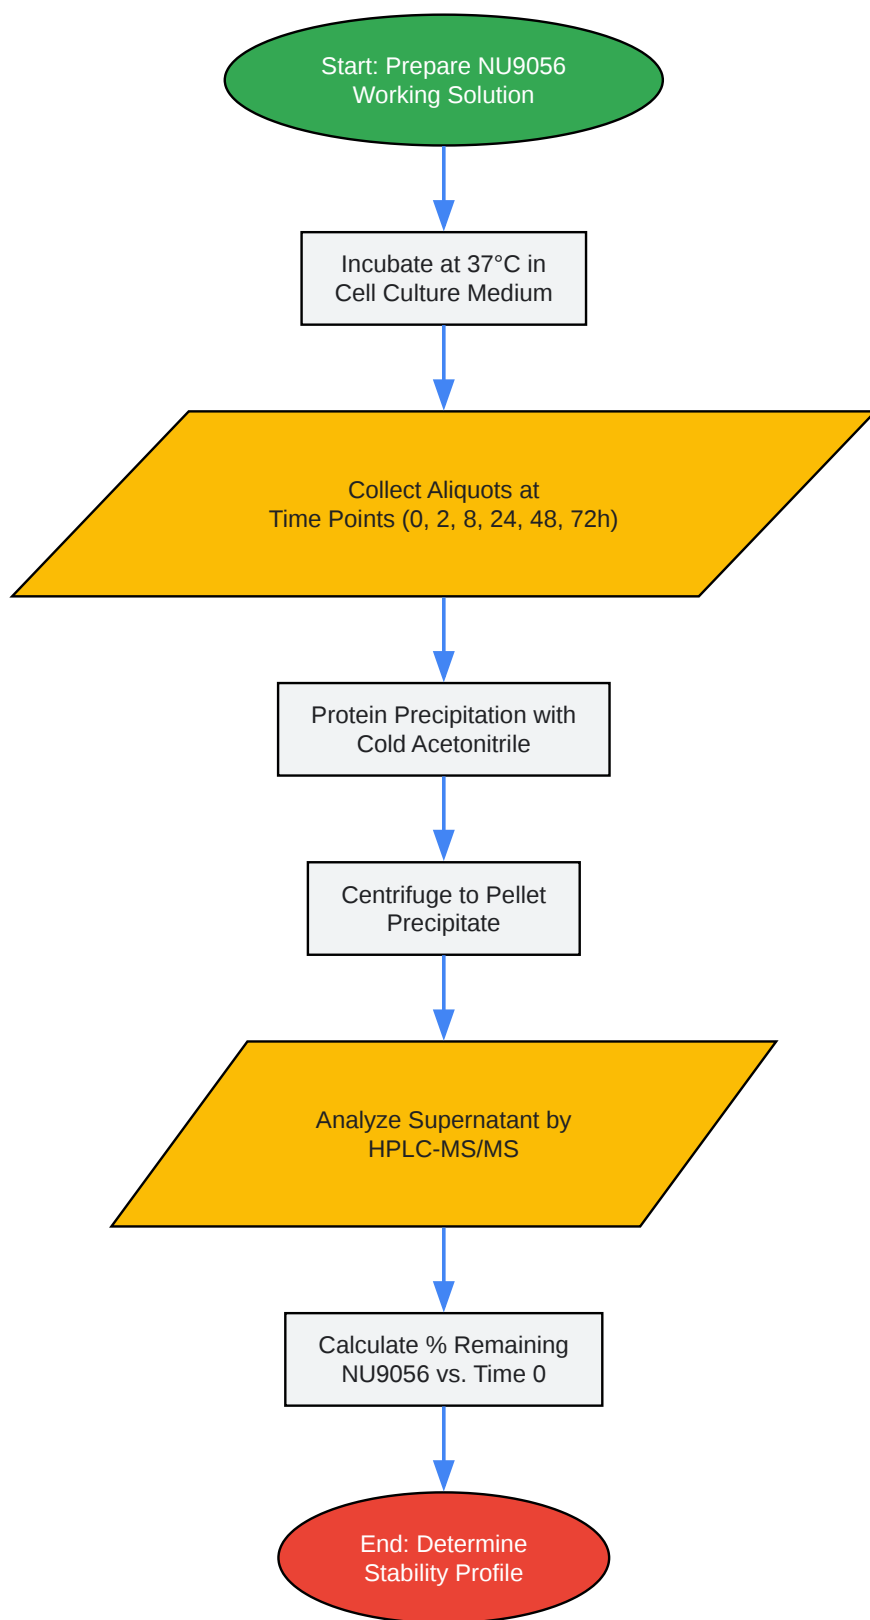 Start: Prepare NU9056
Working Solution
Incubate at 37°C in
Cell Culture Medium
Collect Aliquots at
Time Points (0, 2, 8, 24, 48, 72h)
Protein Precipitation with
Cold Acetonitrile
Centrifuge to Pellet
Precipitate
Analyze Supernatant by
HPLC-MS/MS
Calculate % Remaining
NU9056 vs. Time 0
End: Determine
Stability Profile